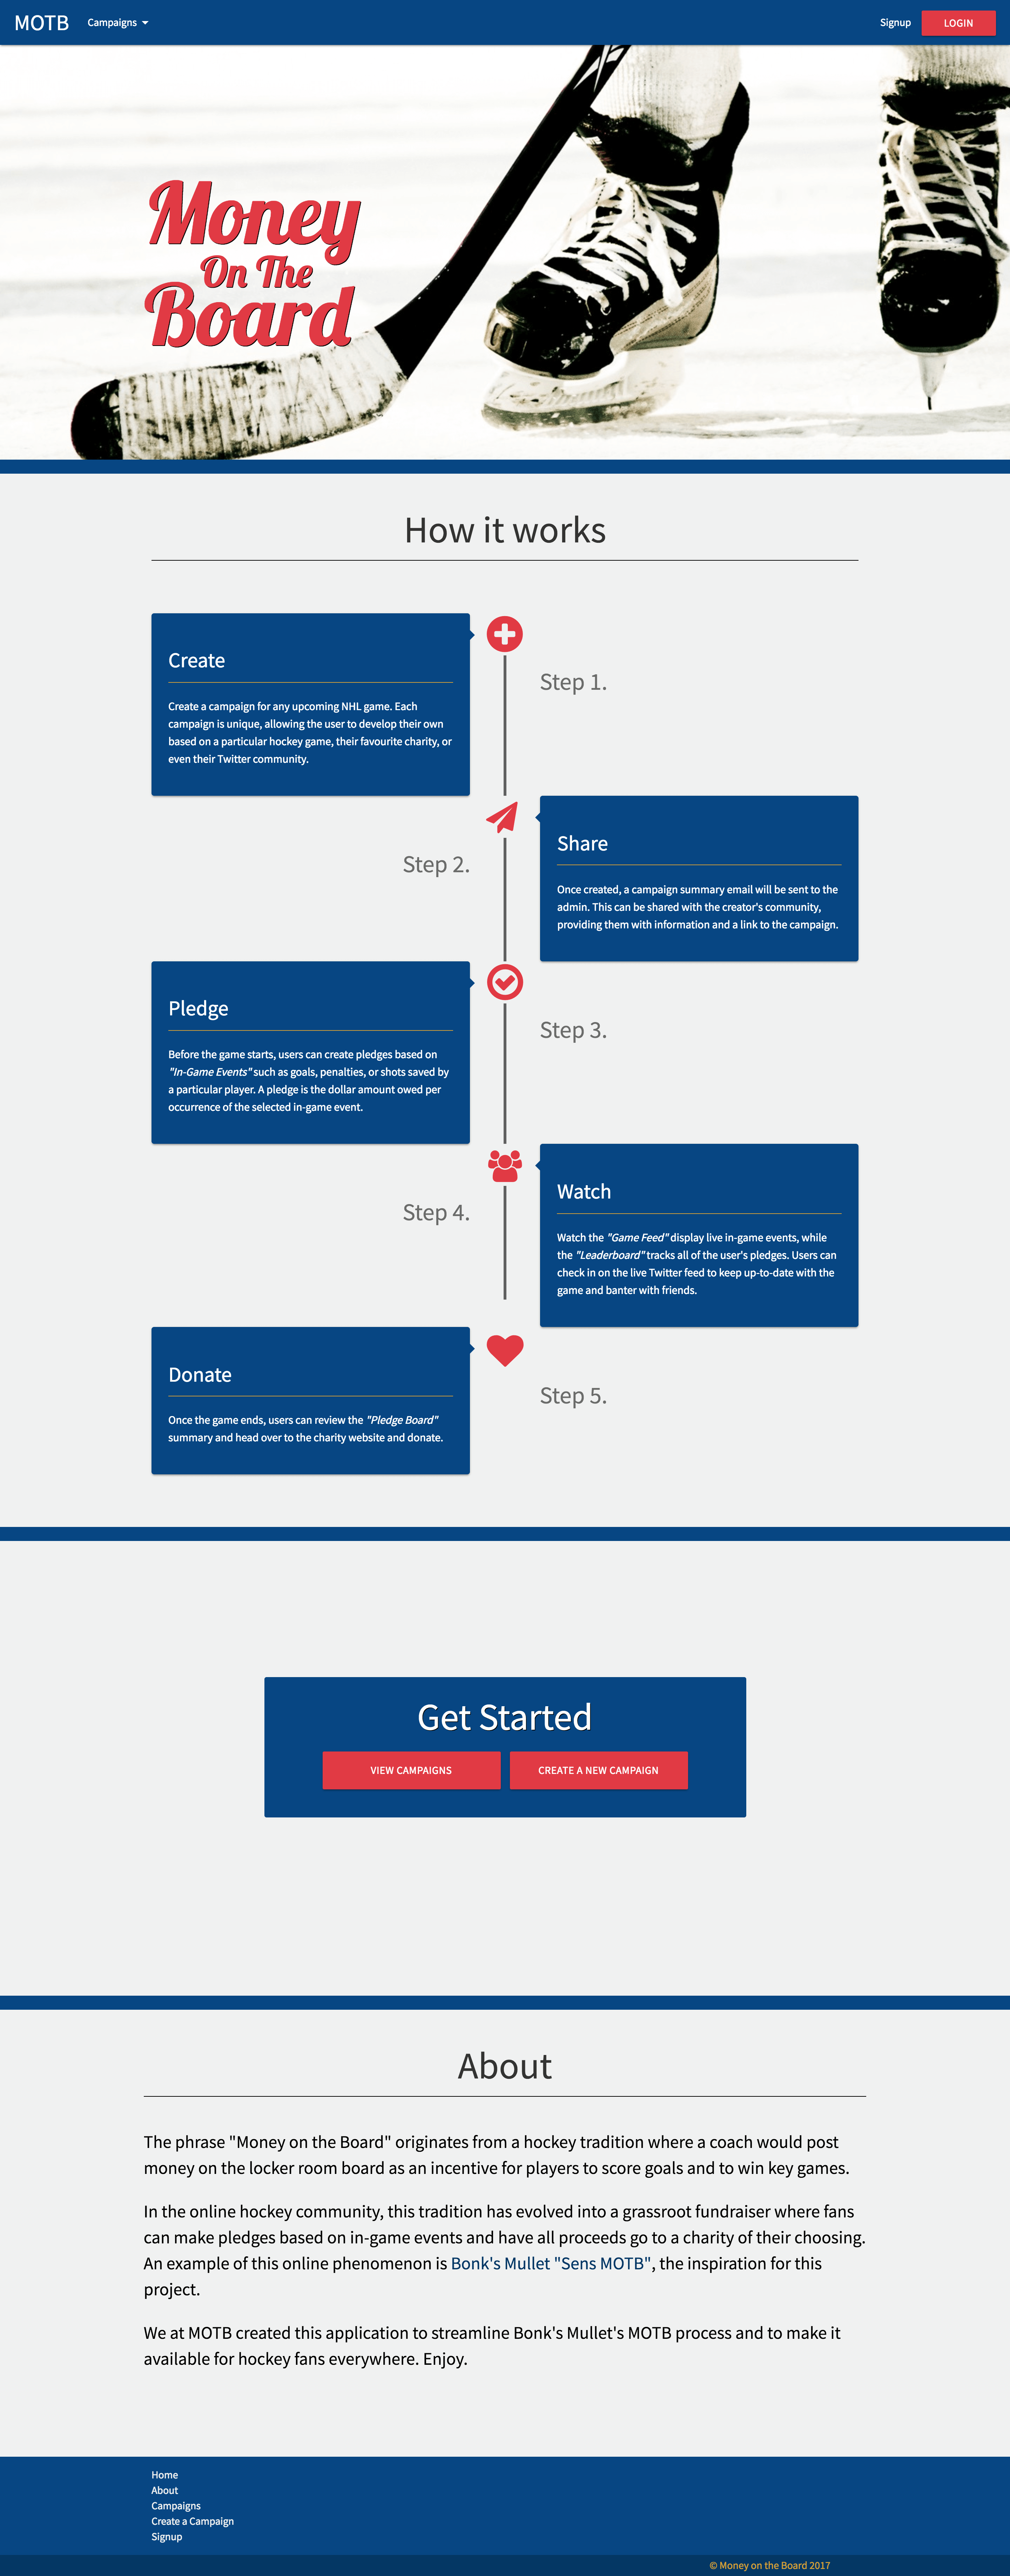 MOTB
Campaigns
Signup
LOGIN
Money
On The
Board
How it works
Create
Create a campaign for any upcoming NHL game. Each
campaign is unique, allowing the user to develop their own
based on a particular hockey game, their favourite charity, or
even their Twitter community.
Step 1.
Step 2.
Share
Once created, a campaign summary email will be sent to the
admin. This can be shared with the creator's community,
providing them with information and a link to the campaign.
Pledge
Before the game starts, users can create pledges based on
"In-Game Events" such as goals, penalties, or shots saved by
a particular player. A pledge is the dollar amount owed per
occurrence of the selected in-game event.
Step 3.
Step 4.
Watch
Watch the "Game Feed" display live in-game events, while
the "Leaderboard" tracks all of the user's pledges. Users can
check in on the live Twitter feed to keep up-to-date with the
game and banter with friends.
Donate
Once the game ends, users can review the "Pledge Board"
summary and head over to the charity website and donate.
Step 5.
Get Started
VIEW CAMPAIGNS
CREATE A NEW CAMPAIGN
About
The phrase "Money on the Board" originates from a hockey tradition where a coach would post
money on the locker room board as an incentive for players to score goals and to win key games.
In the online hockey community, this tradition has evolved into a grassroot fundraiser where fans
can make pledges based on in-game events and have all proceeds go to a charity of their choosing.
An example of this online phenomenon is Bonk's Mullet "Sens MOTB", the inspiration for this
project.
We at MOTB created this application to streamline Bonk's Mullet's MOTB process and to make it
available for hockey fans everywhere. Enjoy.
Home
About
Campaigns
Create a Campaign
Signup
© Money on the Board 2017